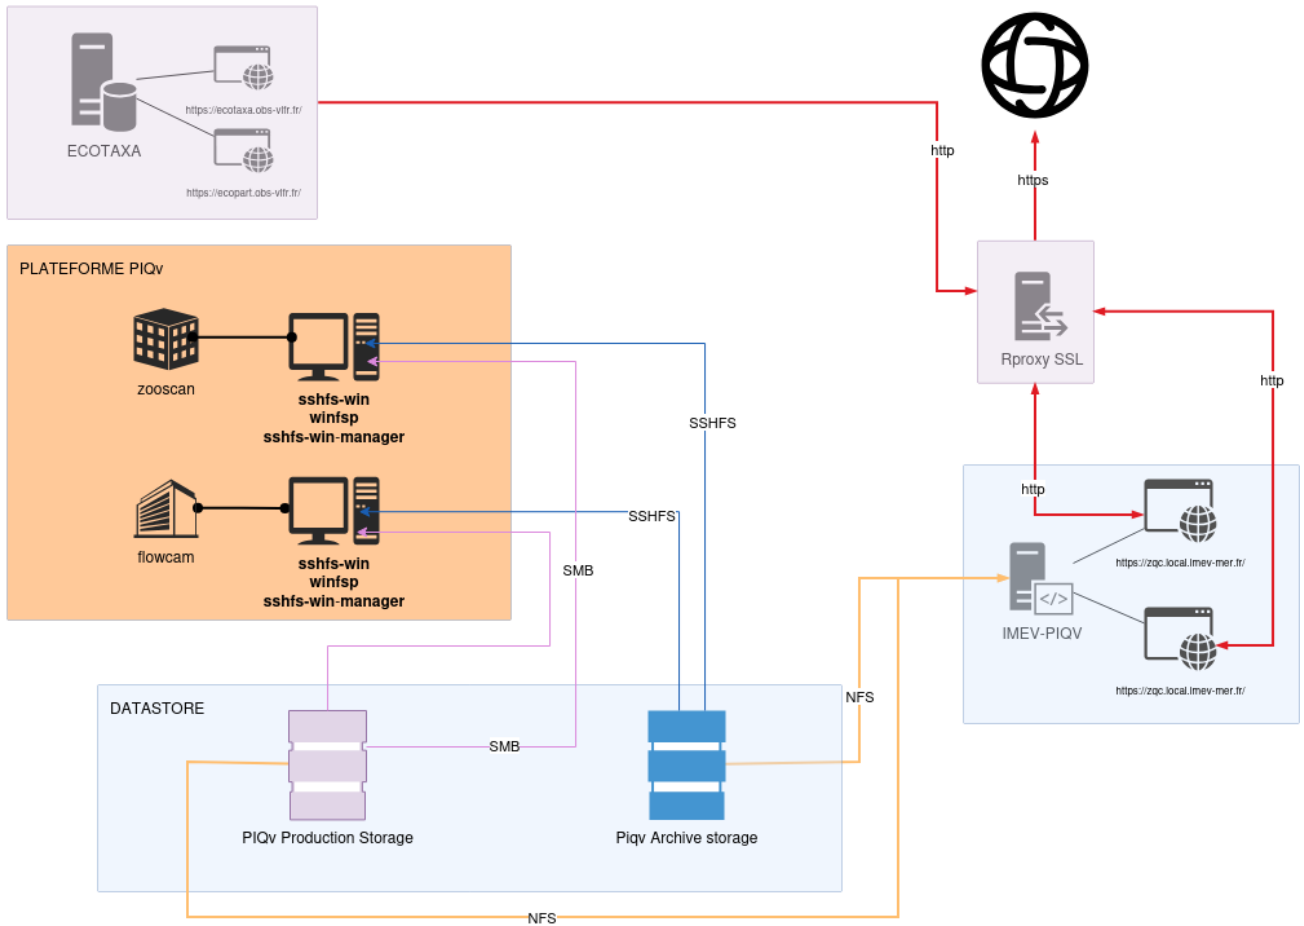 https://ecotaxa.obs-vlfr.fr/
ECOTAXA
https://ecopart.obs-vlfr.fr/
http
https
Rproxy SSL
http
http
PLATEFORME PIQv
zooscan
sshfs-win
winfsp
sshfs-win-manager
flowcam
sshfs-win
winfsp
sshfs-win-manager
SSHFS
SSHFS
SMB
https://zqc.local.imev-mer.fr/
</>
IMEV-PIQV
https://zqc.local.imev-mer.fr/
DATASTORE
SMB
NFS
PIQv Production Storage
Piqv Archive storage
NFS